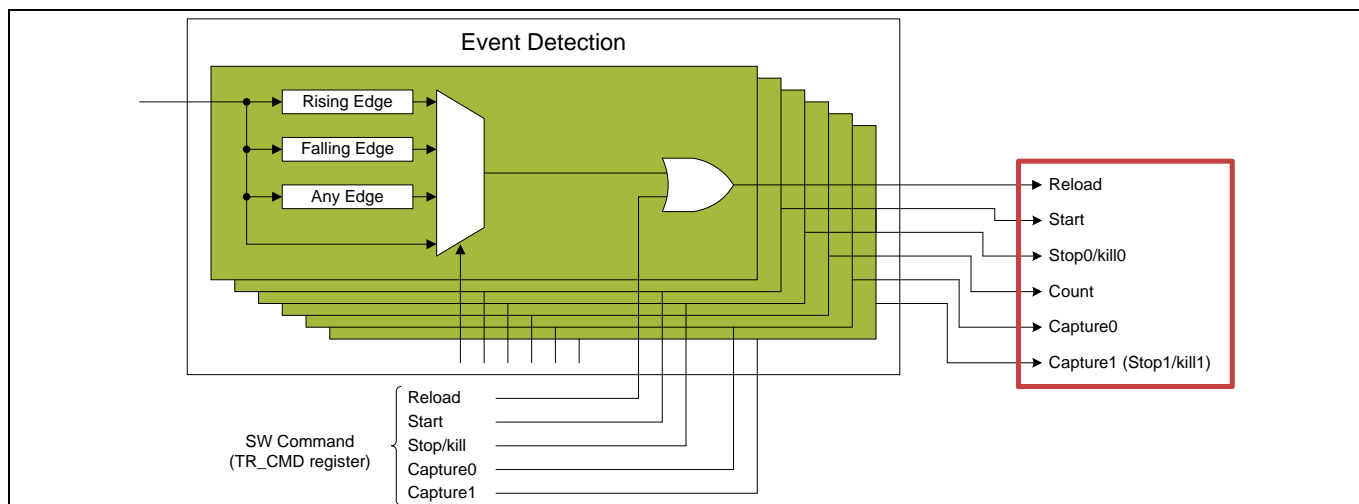 Event Detection
Rising Edge
Falling Edge
Any Edge
Reload
Start
Stop0/kill0
Count
Capture0
Capture1 (Stop1/kill1)
SW Command
(TR_CMD register)
Reload
Start
Stop/kill
Capture0
Capture1